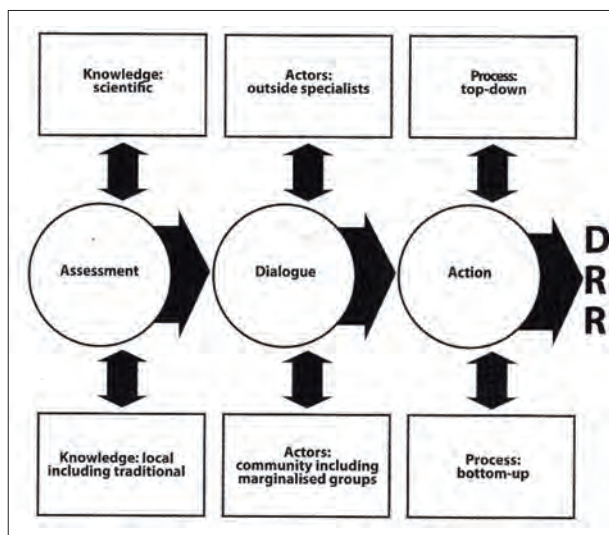 Knowledge:
scientific
Actors:
outside specialists
Process:
top-down
Assessment
Dialogue
Action
D
R
R
Knowledge: local
including traditional
Actors:
community including
marginalised groups
Process:
bottom-up